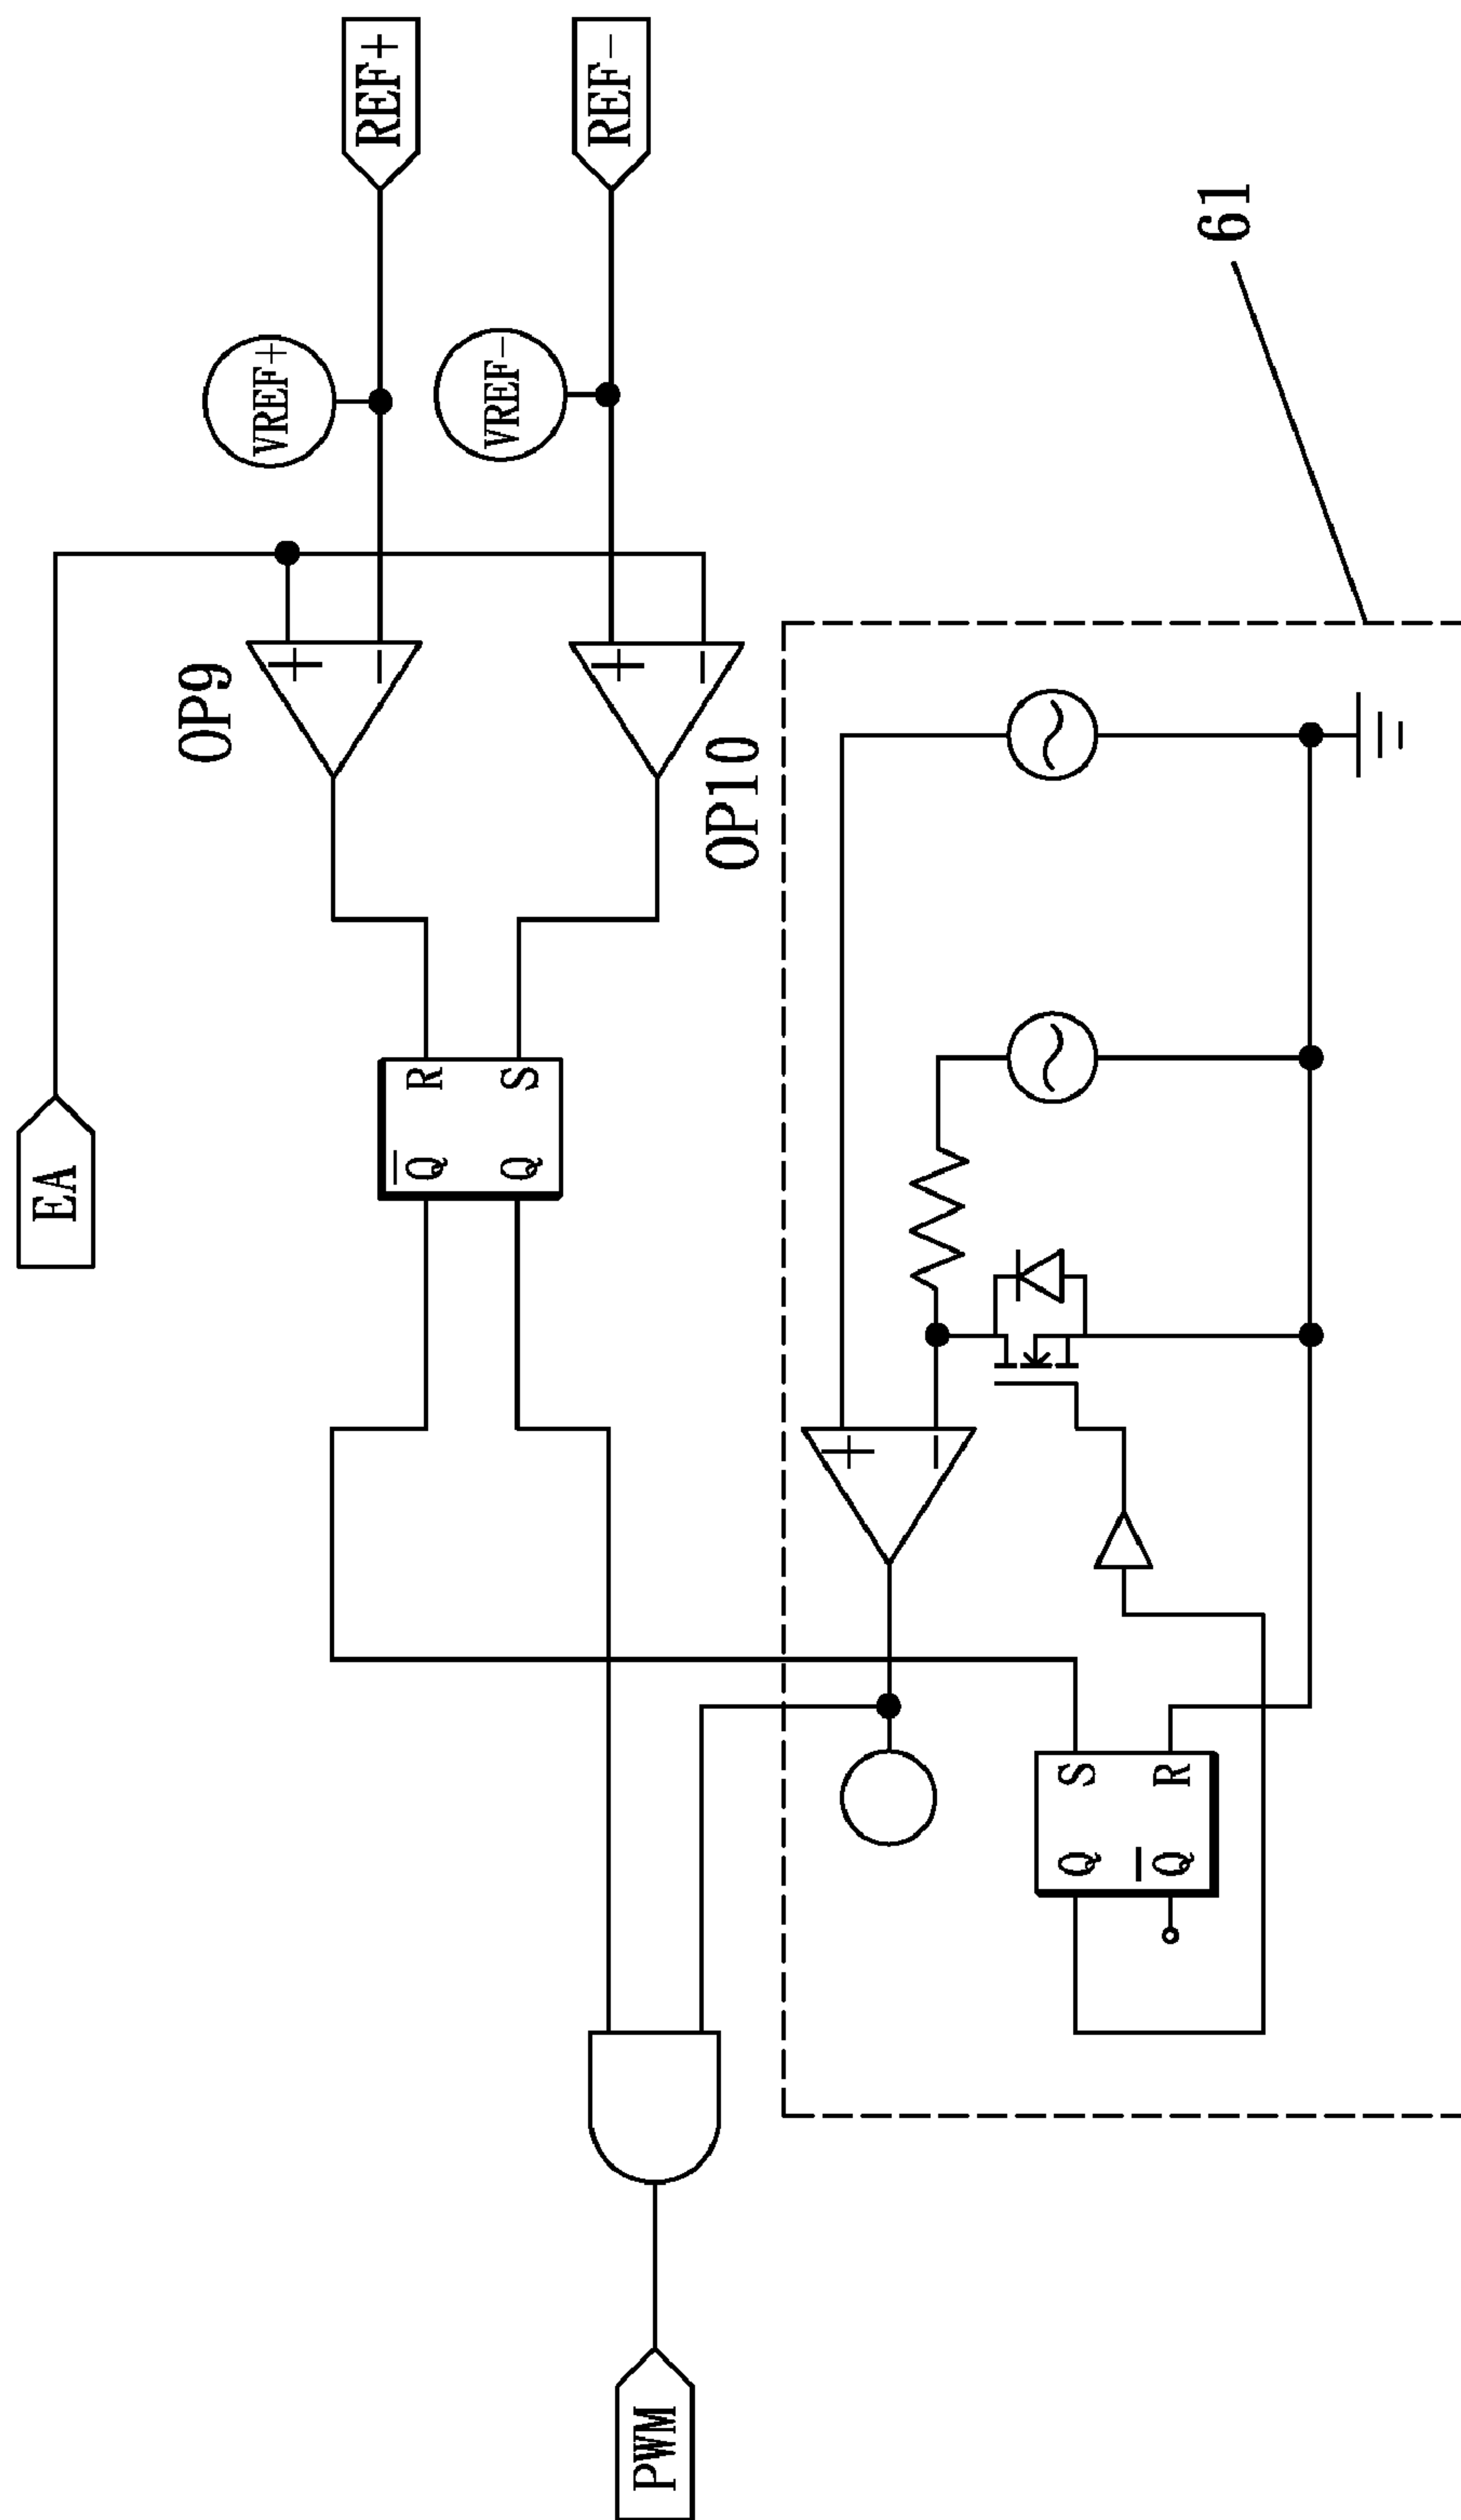 REF+
REF-
VREF+
VREF-
61
OP9
OP10
+
-
+
-
EA
R
S
Q
Q
+
-
S
R
Q
Q
PWM